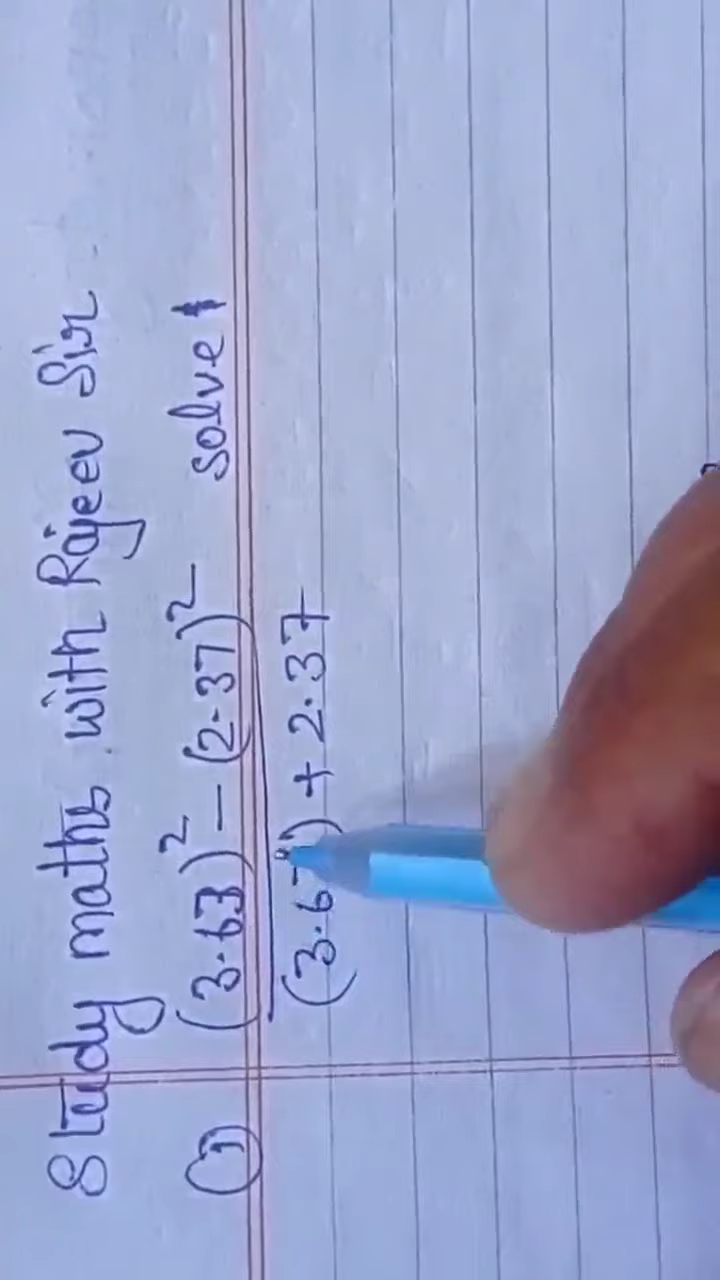 Study maths with Rajeev Sir
(1) (3.63)² - (2.37)² solve
(3.6 ) + 2.37